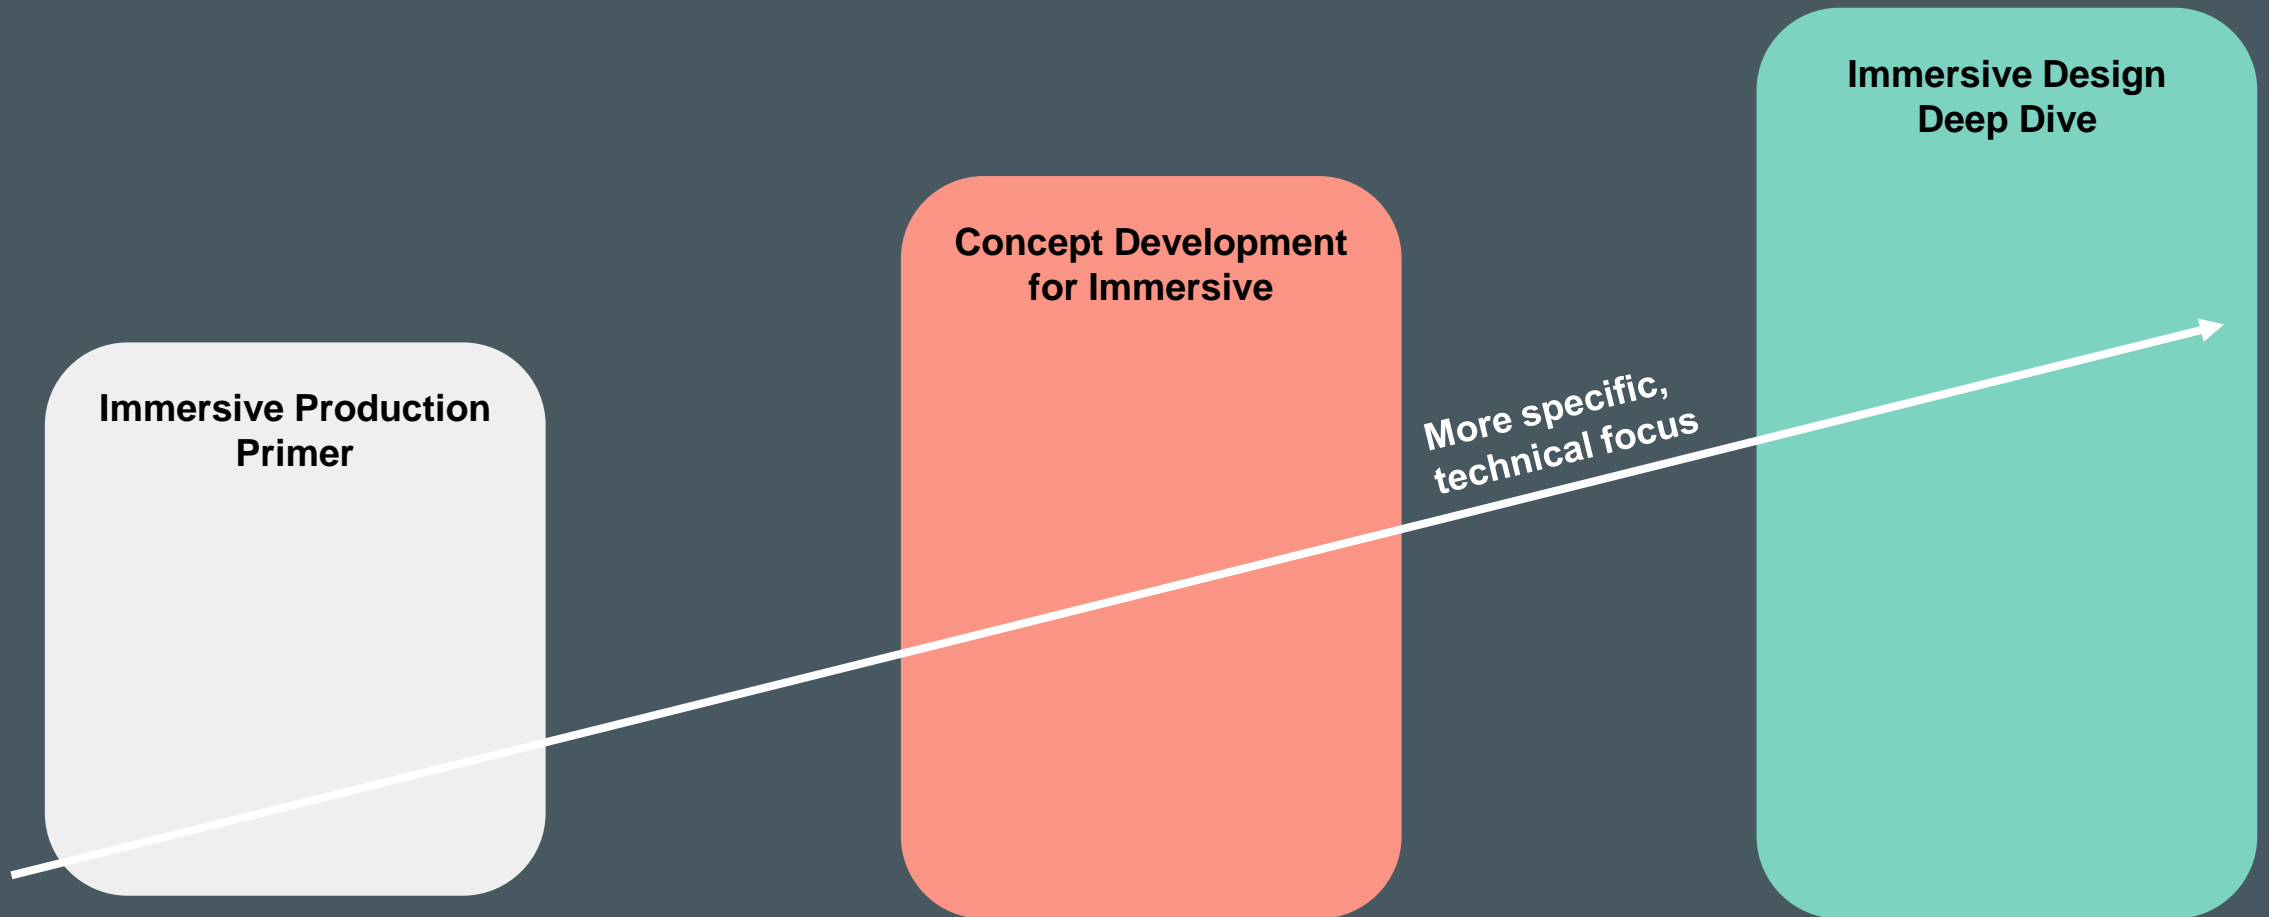 Immersive Production
Primer
Concept Development
for Immersive
More specific,
technical focus
Immersive Design
Deep Dive